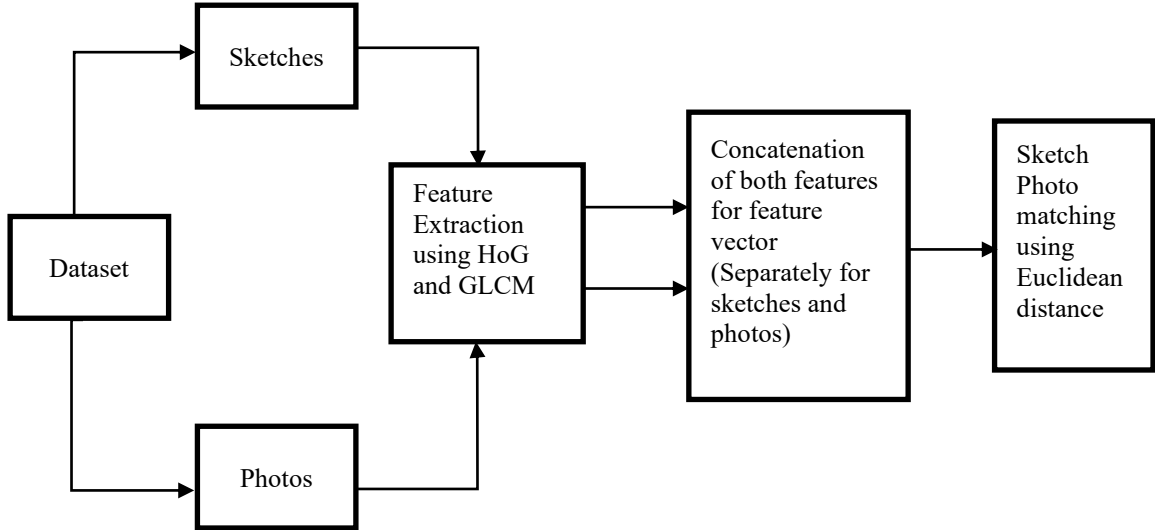 Sketches
Dataset
Photos
Feature
Extraction
using HoG
and GLCM
Concatenation
of both features
for feature
vector
(Separately for
sketches and
photos)
Sketch
Photo
matching
using
Euclidean
distance